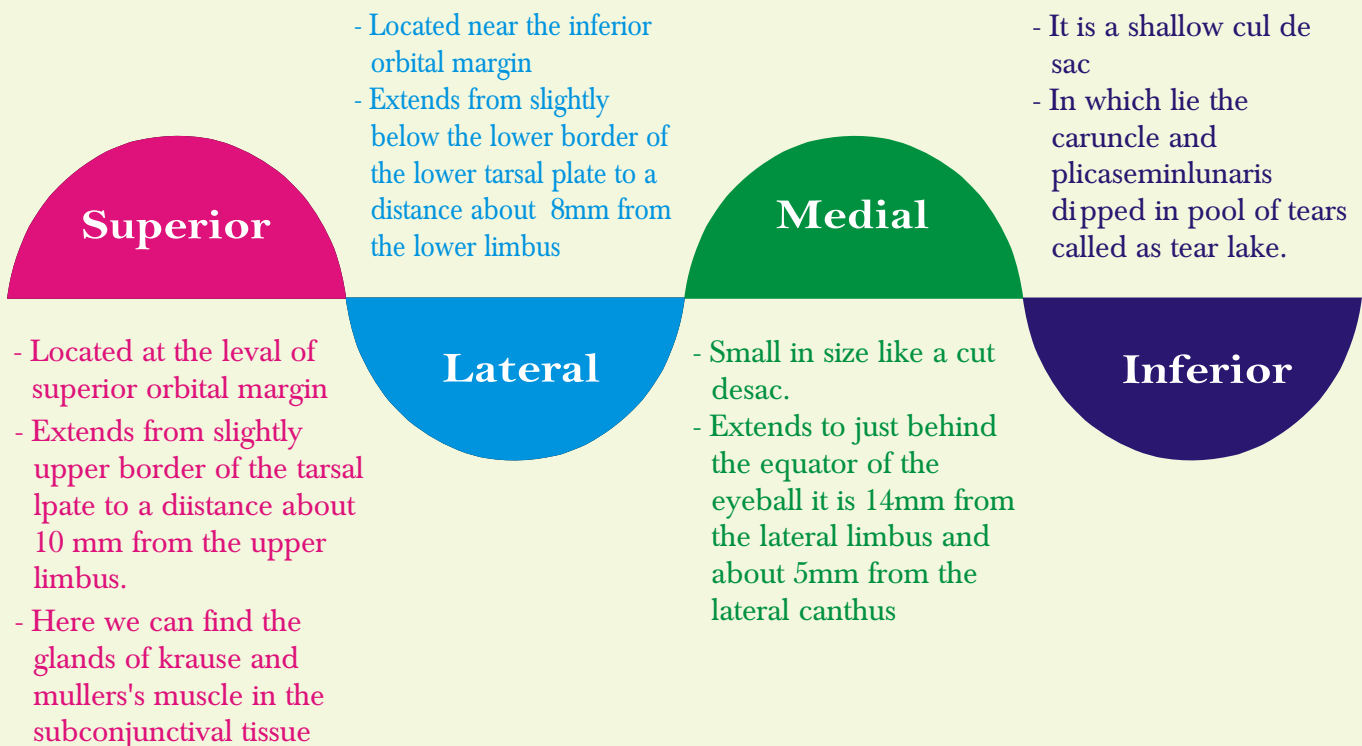 Superior
- Located at the leval of
superior orbital margin
- Extends from slightly
upper border of the tarsal
lpate to a diistance about
10 mm from the upper
limbus.
- Here we can find the
glands of krause and
mullers's muscle in the
subconjunctival tissue
- Located near the inferior
orbital margin
- Extends from slightly
below the lower border of
the lower tarsal plate to a
distance about 8mm from
the lower limbus
Lateral
Medial
- Small in size like a cut
desac.
- Extends to just behind
the equator of the
eyeball it is 14mm from
the lateral limbus and
about 5mm from the
lateral canthus
- It is a shallow cul de
sac
- In which lie the
caruncle and
plicaseminlunaris
dipped in pool of tears
called as tear lake.
Inferior